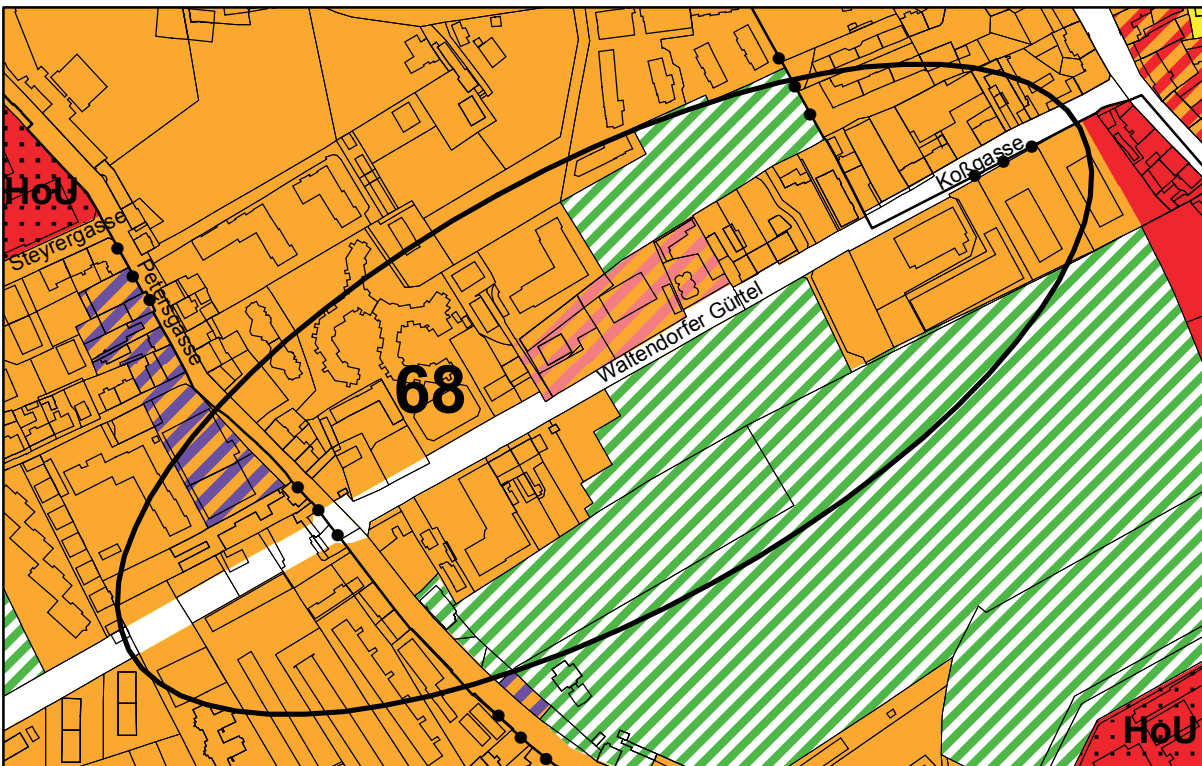 Koßgasse
HoU
Steyrergasse
Petersgasse
Waltendorfer Gürtel
68
HoU